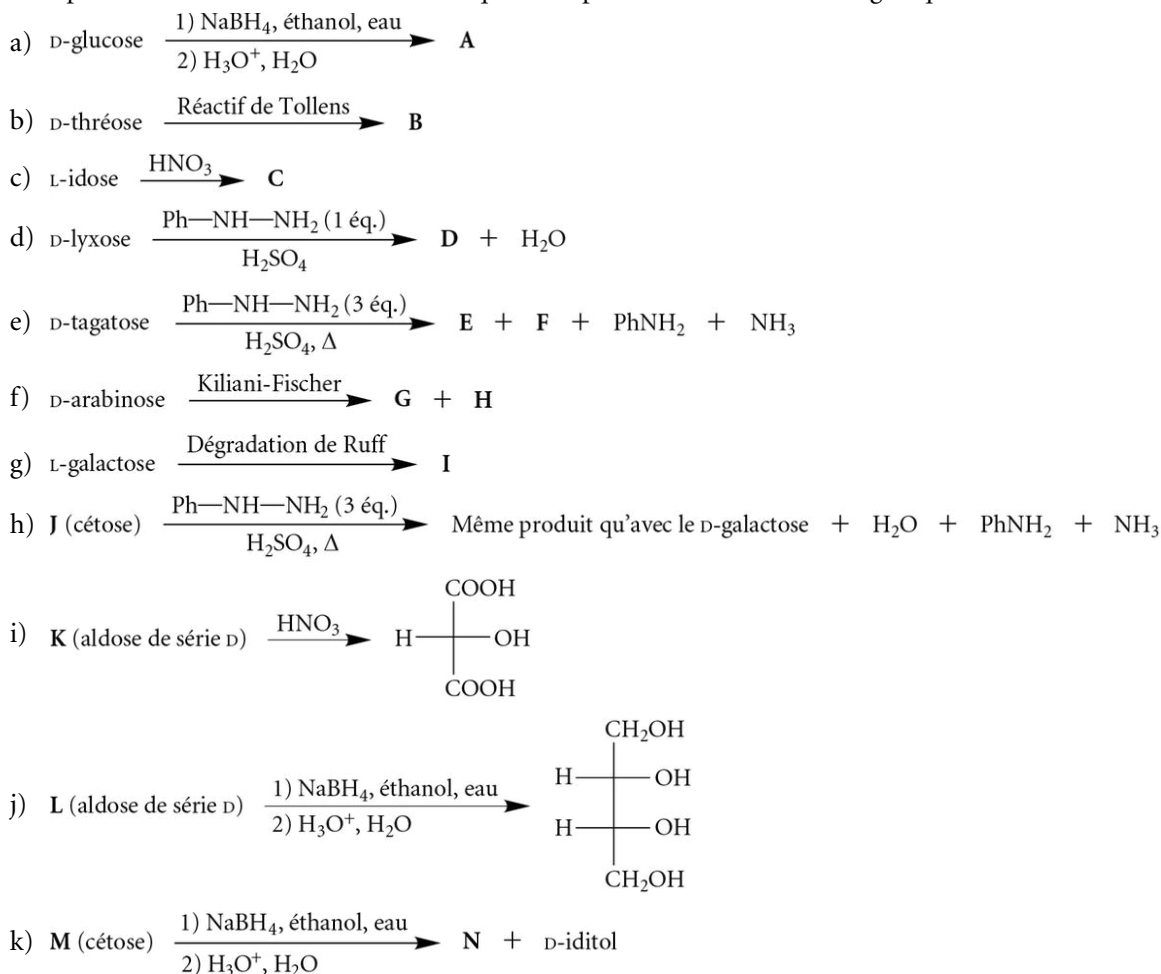 a) D-glucose 1) NaBH₄, éthanol, eau A
2) H₃O⁺, H₂O
b) D-thréose Réactif de Tollens B
c) L-idose HNO₃ C
d) D-lyxose Ph—NH—NH₂ (1 éq.) D + H₂O
H₂SO₄
e) D-tagatose Ph—NH—NH₂ (3 éq.) E + F + PhNH₂ + NH₃
H₂SO₄, Δ
f) D-arabinose Kiliani-Fischer G + H
g) L-galactose Dégradation de Ruff I
h) J (cétose) Ph—NH—NH₂ (3 éq.) Même produit qu'avec le D-galactose + H₂O + PhNH₂ + NH₃
H₂SO₄, Δ
COOH
i) K (aldose de série D) HNO₃ H OH
COOH
CH₂OH
H OH
j) L (aldose de série D) 1) NaBH₄, éthanol, eau
2) H₃O⁺, H₂O
H OH
CH₂OH
k) M (cétose) 1) NaBH₄, éthanol, eau N + D-iditol
2) H₃O⁺, H₂O